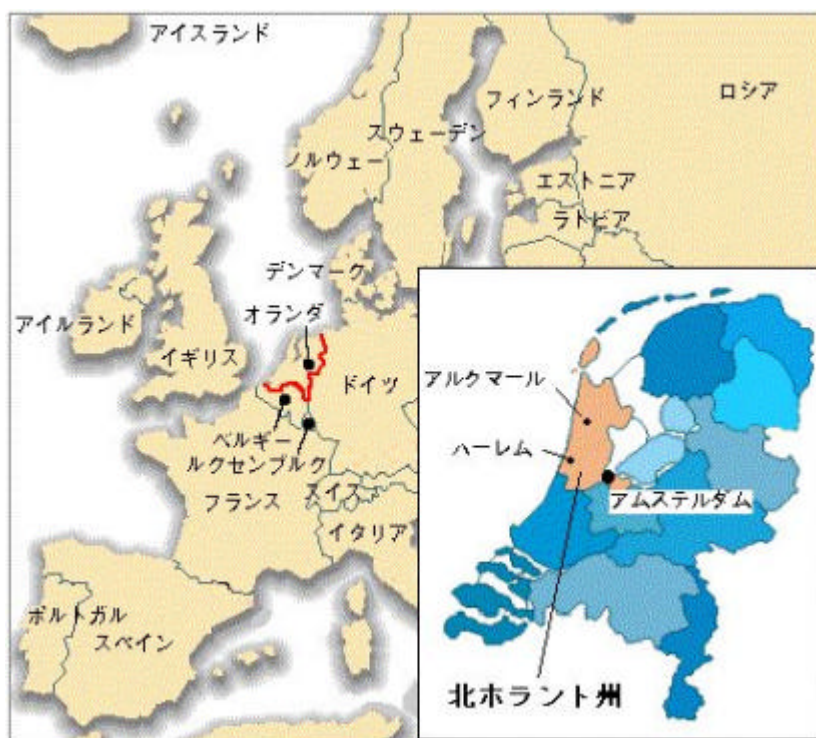 アイスランド
フィンランド
ロシア
スウェーデン
ノルウェー
エストニア
ラトビア
デンマーク
オランダ
アイルランド
イギリス
ドイツ
ベルギー
ルクセンブルク
フランス
スイス
イタリア
ポルトガル
スペイン
アルクマール
ハーレム
アムステルダム
北ホラント州